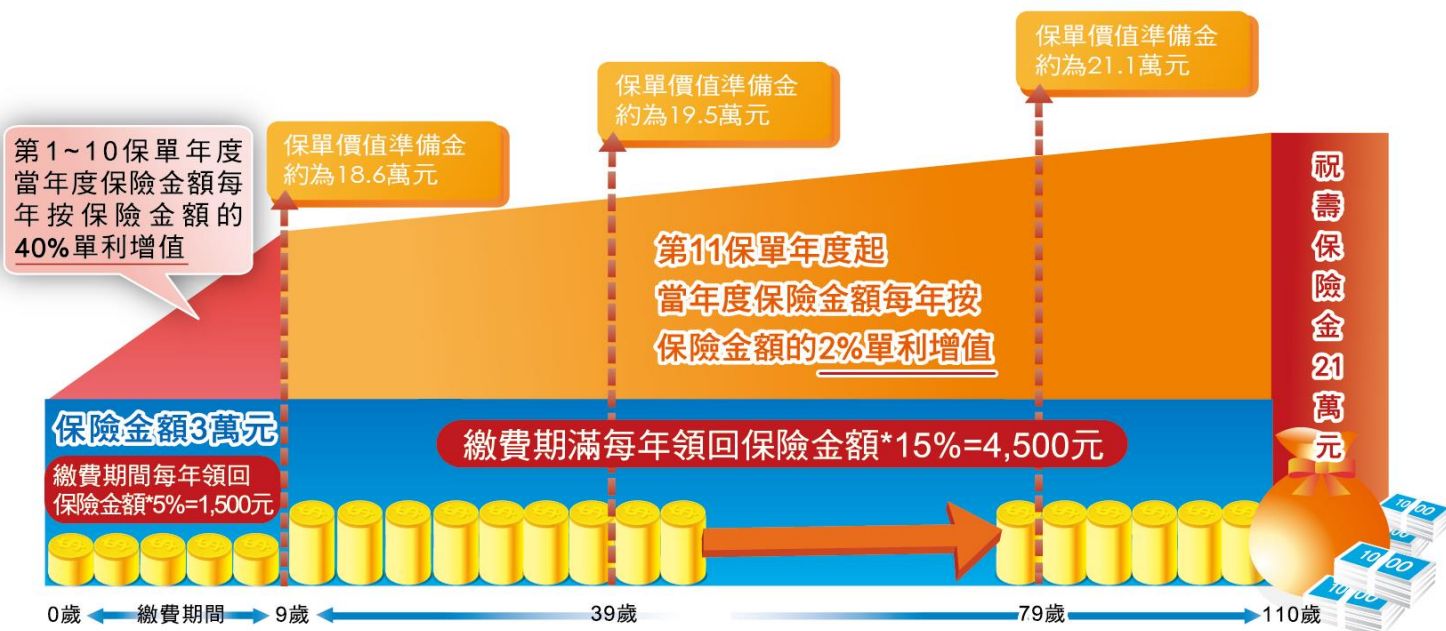 保單價值準備金
約為21.1萬元
保單價值準備金
約為19.5萬元
保單價值準備金
約為18.6萬元
第1~10保單年度
當年度保險金額每
年按保險金額的
40%單利增值
第11保單年度起
當年度保險金額每年按
保險金額的2%單利增值
祝壽保險金21萬元
保險金額3萬元
繳費期間每年領回
保險金額*5%=1,500元
繳費期滿每年領回保險金額*15%=4,500元
0歲
繳費期間
9歲
39歲
79歲
110歲